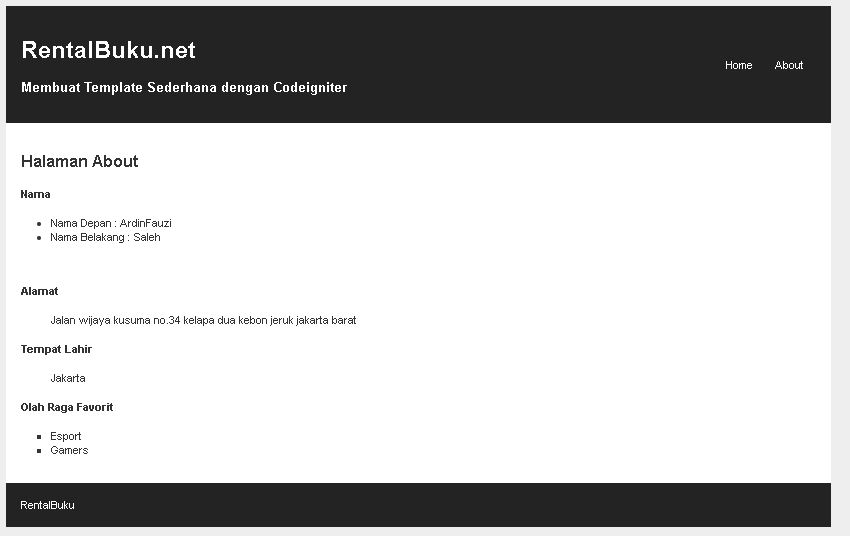 RentalBuku.net
Membuat Template Sederhana dengan Codeigniter
Home About
Halaman About
Nama
Nama Depan : ArdinFauzi
Nama Belakang : Saleh
Alamat
Jalan wijaya kusuma no.34 kelapa dua kebon jeruk jakarta barat
Tempat Lahir
Jakarta
Olah Raga Favorit
Esport
Gamers
RentalBuku